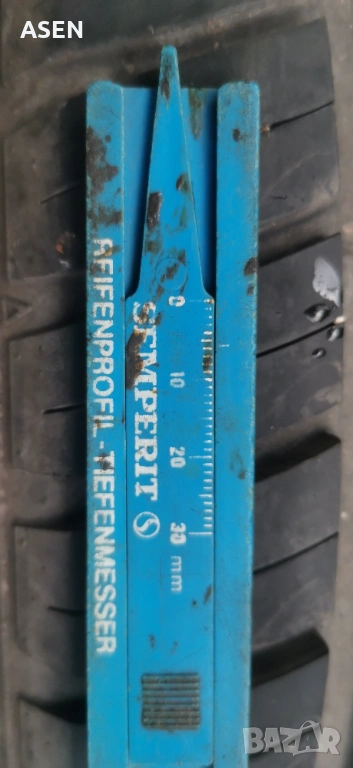 ASEN
REIFENPROFIL-TIEFENMESSER
SEMPERIT
0 10 20 30 mm
BAZAR